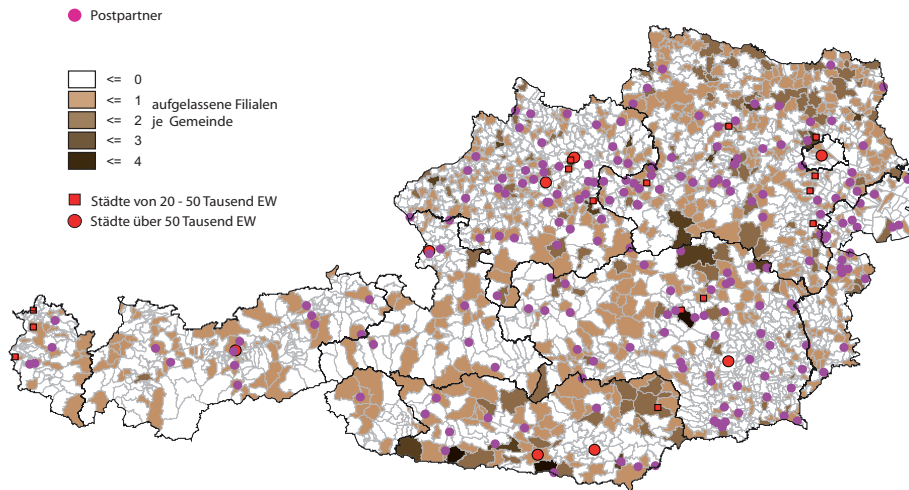 Postpartner
<= 0
<= 1
<= 2
<= 3
<= 4
aufgelassene Filialen
je Gemeinde
Städte von 20 - 50 Tausend EW
Städte über 50 Tausend EW